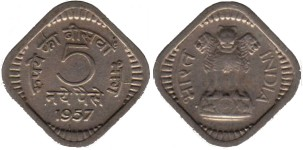 रुपये का बीसवाँ भाग
5
नये पैसे
1957
भारत
INDIA